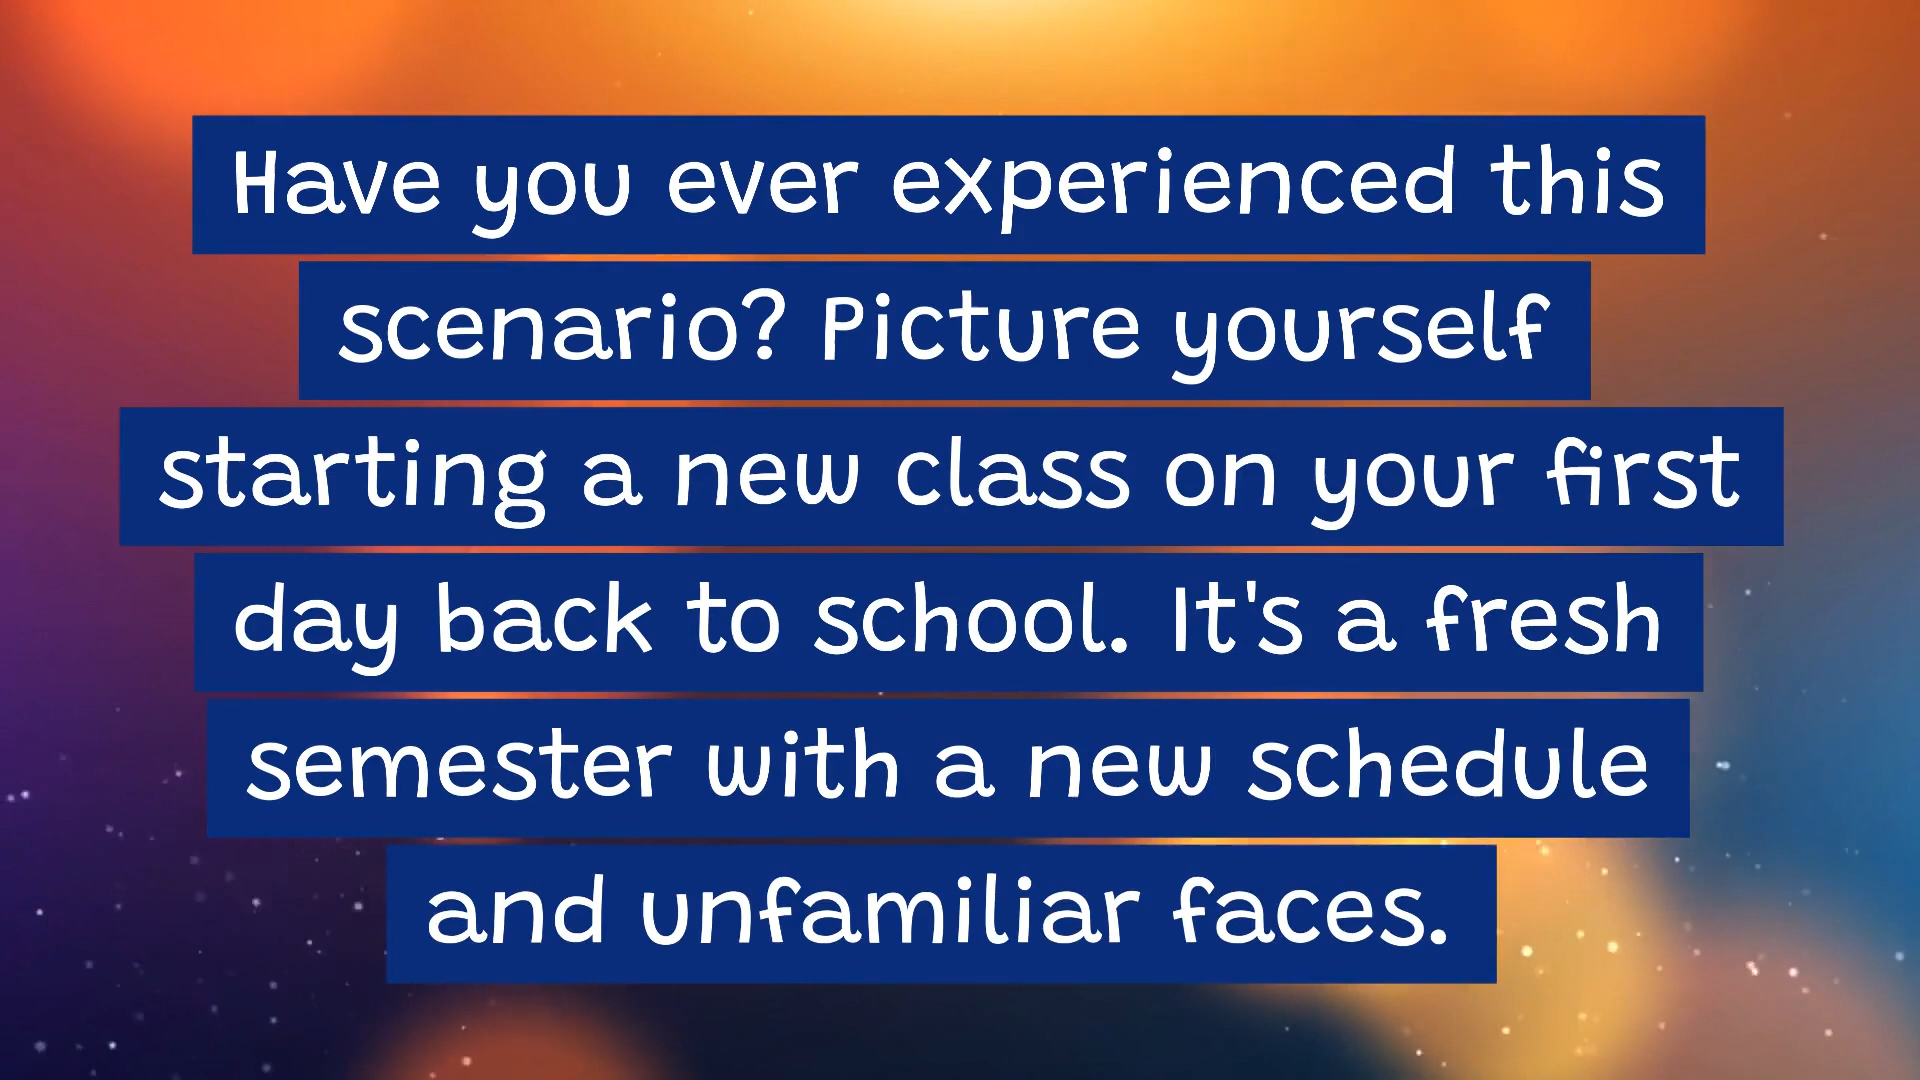 Have you ever experienced this
scenario? Picture yourself
starting a new class on your first
day back to school. It's a fresh
semester with a new schedule
and unfamiliar faces.